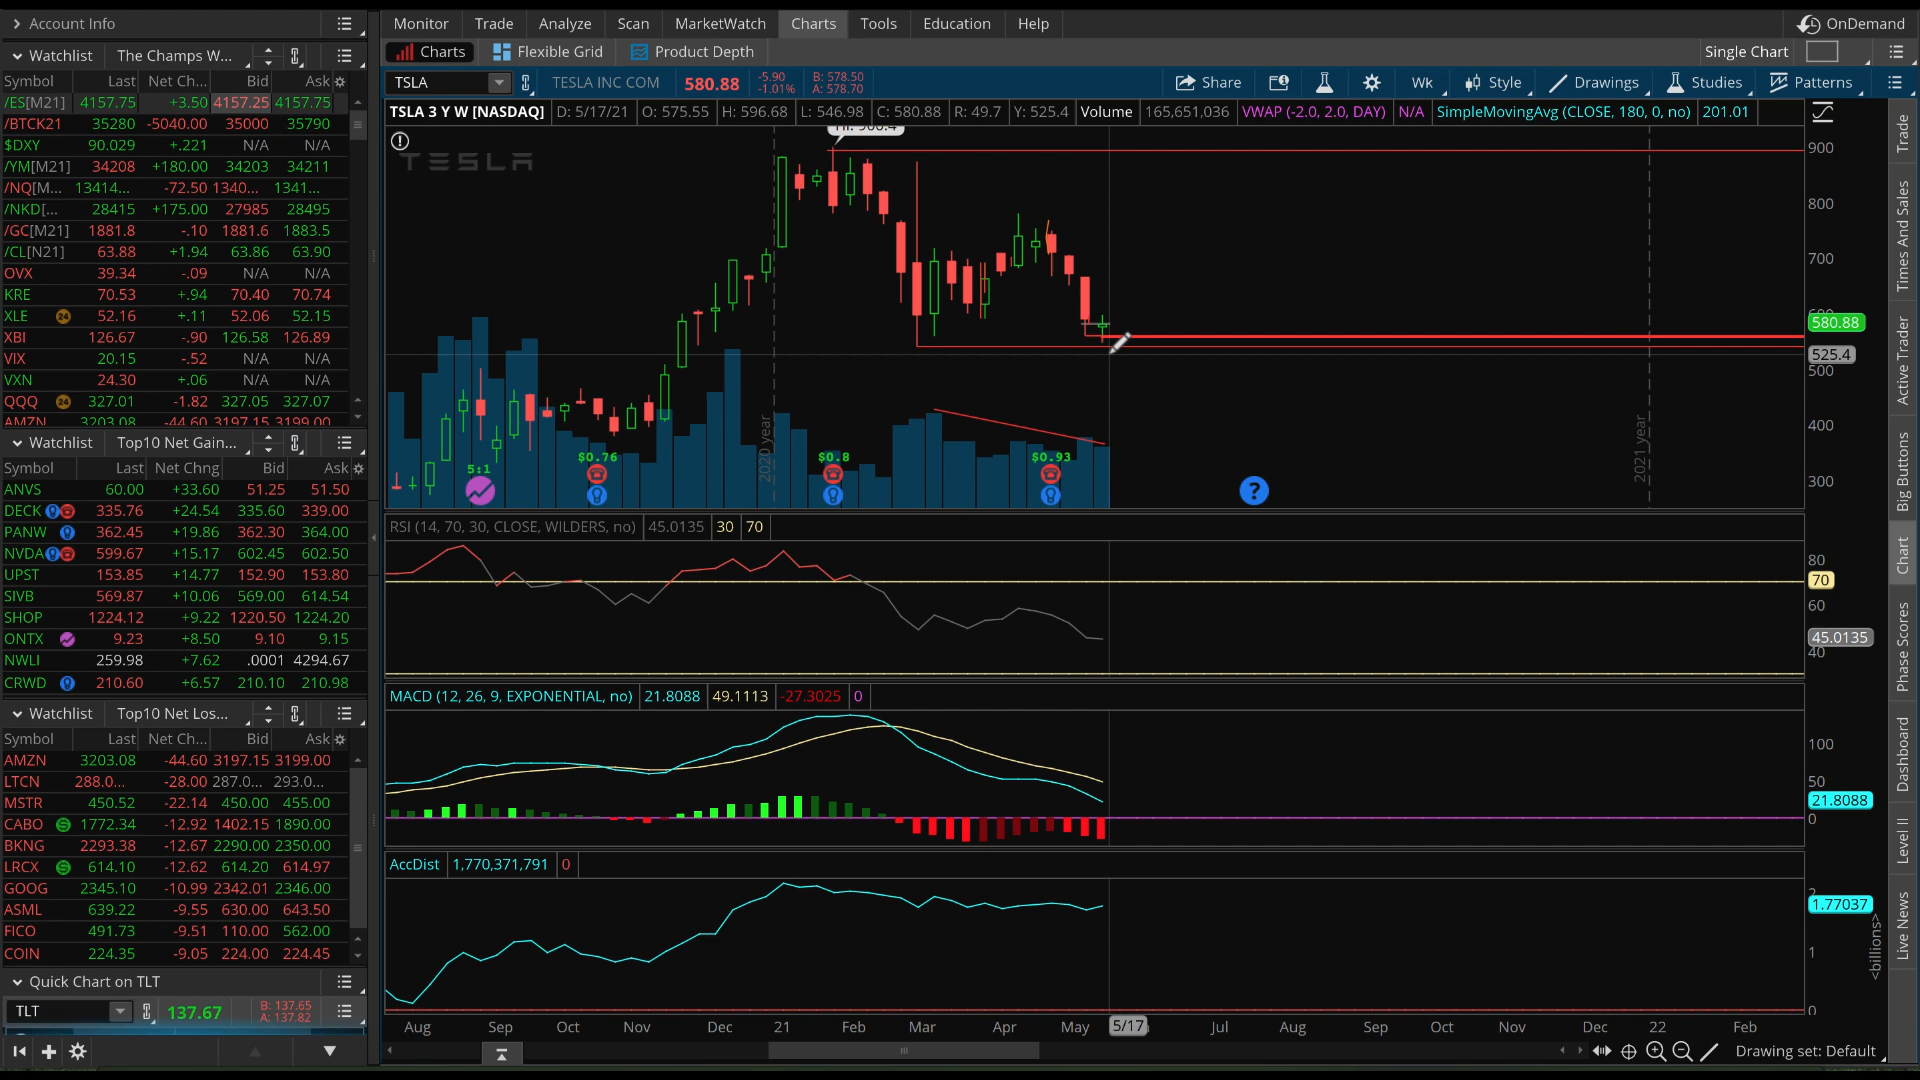 Account Info
Monitor Trade Analyze Scan MarketWatch Charts Tools Education Help OnDemand
Charts Flexible Grid Product Depth Single Chart
Watchlist The Champs W...
Symbol Last Net Ch... Bid Ask
/ES[M21] 4157.75 +3.50 4157.25 4157.75
/BTCK21 35280 -5040.00 35000 35790
$DXY 90.029 +.221 N/A N/A
/YM[M21] 34208 +180.00 34203 34211
/NQ[M... 13414... -72.50 1340... 1341...
/NKD[... 28415 +175.00 27985 28495
/GC[M21] 1881.8 -.10 1881.6 1883.5
/CL[N21] 63.88 +1.94 63.86 63.90
OVX 39.34 -.09 N/A N/A
KRE 70.53 +.94 70.40 70.74
XLE 24 52.16 +.11 52.06 52.15
XBI 126.67 -.90 126.58 126.89
VIX 20.15 -.52 N/A N/A
VXN 24.30 +.06 N/A N/A
QQQ 24 327.01 -1.82 327.05 327.07
AMZN 3203.08 -44.60 3197.15 3199.00
Watchlist Top10 Net Gain...
Symbol Last Net Chng Bid Ask
ANVS 60.00 +33.60 51.25 51.50
DECK 335.76 +24.54 335.60 339.00
PANW 362.45 +19.86 362.30 364.00
NVDA 599.67 +15.17 602.45 602.50
UPST 153.85 +14.77 152.90 153.80
SIVB 569.87 +10.06 569.00 614.54
SHOP 1224.12 +9.22 1220.50 1224.20
ONTX 9.23 +8.50 9.10 9.15
NWLI 259.98 +7.62 .0001 4294.67
CRWD 210.60 +6.57 210.10 210.98
Watchlist Top10 Net Los...
Symbol Last Net Ch... Bid Ask
AMZN 3203.08 -44.60 3197.15 3199.00
LTCN 288.0... -28.00 287.0... 293.0...
MSTR 450.52 -22.14 450.00 455.00
CABO 1772.34 -12.92 1402.15 1890.00
BKNG 2293.38 -12.67 2290.00 2350.00
LRCX 614.10 -12.62 614.20 614.97
GOOG 2345.10 -10.99 2342.01 2346.00
ASML 639.22 -9.55 630.00 643.50
FICO 491.73 -9.51 110.00 562.00
COIN 224.35 -9.05 224.00 224.45
Quick Chart on TLT
TLT 137.67 B: 137.65
A: 137.82
TSLA TESLA INC COM 580.88 -5.90 B: 578.50
-1.01% A: 578.70
Share Wk Style Drawings Studies Patterns
TSLA 3 Y W [NASDAQ] D: 5/17/21 O: 575.55 H: 596.68 L: 546.98 C: 580.88 R: 49.7 Y: 525.4 Volume 165,651,036 VWAP (-2.0, 2.0, DAY) N/A SimpleMovingAvg (CLOSE, 180, 0, no) 201.01
TESLA
900
800
700
580.88
525.4
500
400
300
5:1
$0.76
$0.8
$0.93
?
2020 year
2021 year
RSI (14, 70, 30, CLOSE, WILDERS, no) 45.0135 30 70
80
70
60
45.0135
40
MACD (12, 26, 9, EXPONENTIAL, no) 21.8088 49.1113 -27.3025 0
100
50
21.8088
0
AccDist 1,770,371,791 0
2
1.77037
1
0
<billions>
Aug Sep Oct Nov Dec 21 Feb Mar Apr May 5/17 Jul Aug Sep Oct Nov Dec 22 Feb
Drawing set: Default
Trade
Times And Sales
Active Trader
Big Buttons
Chart
Phase Scores
Dashboard
Level II
Live News